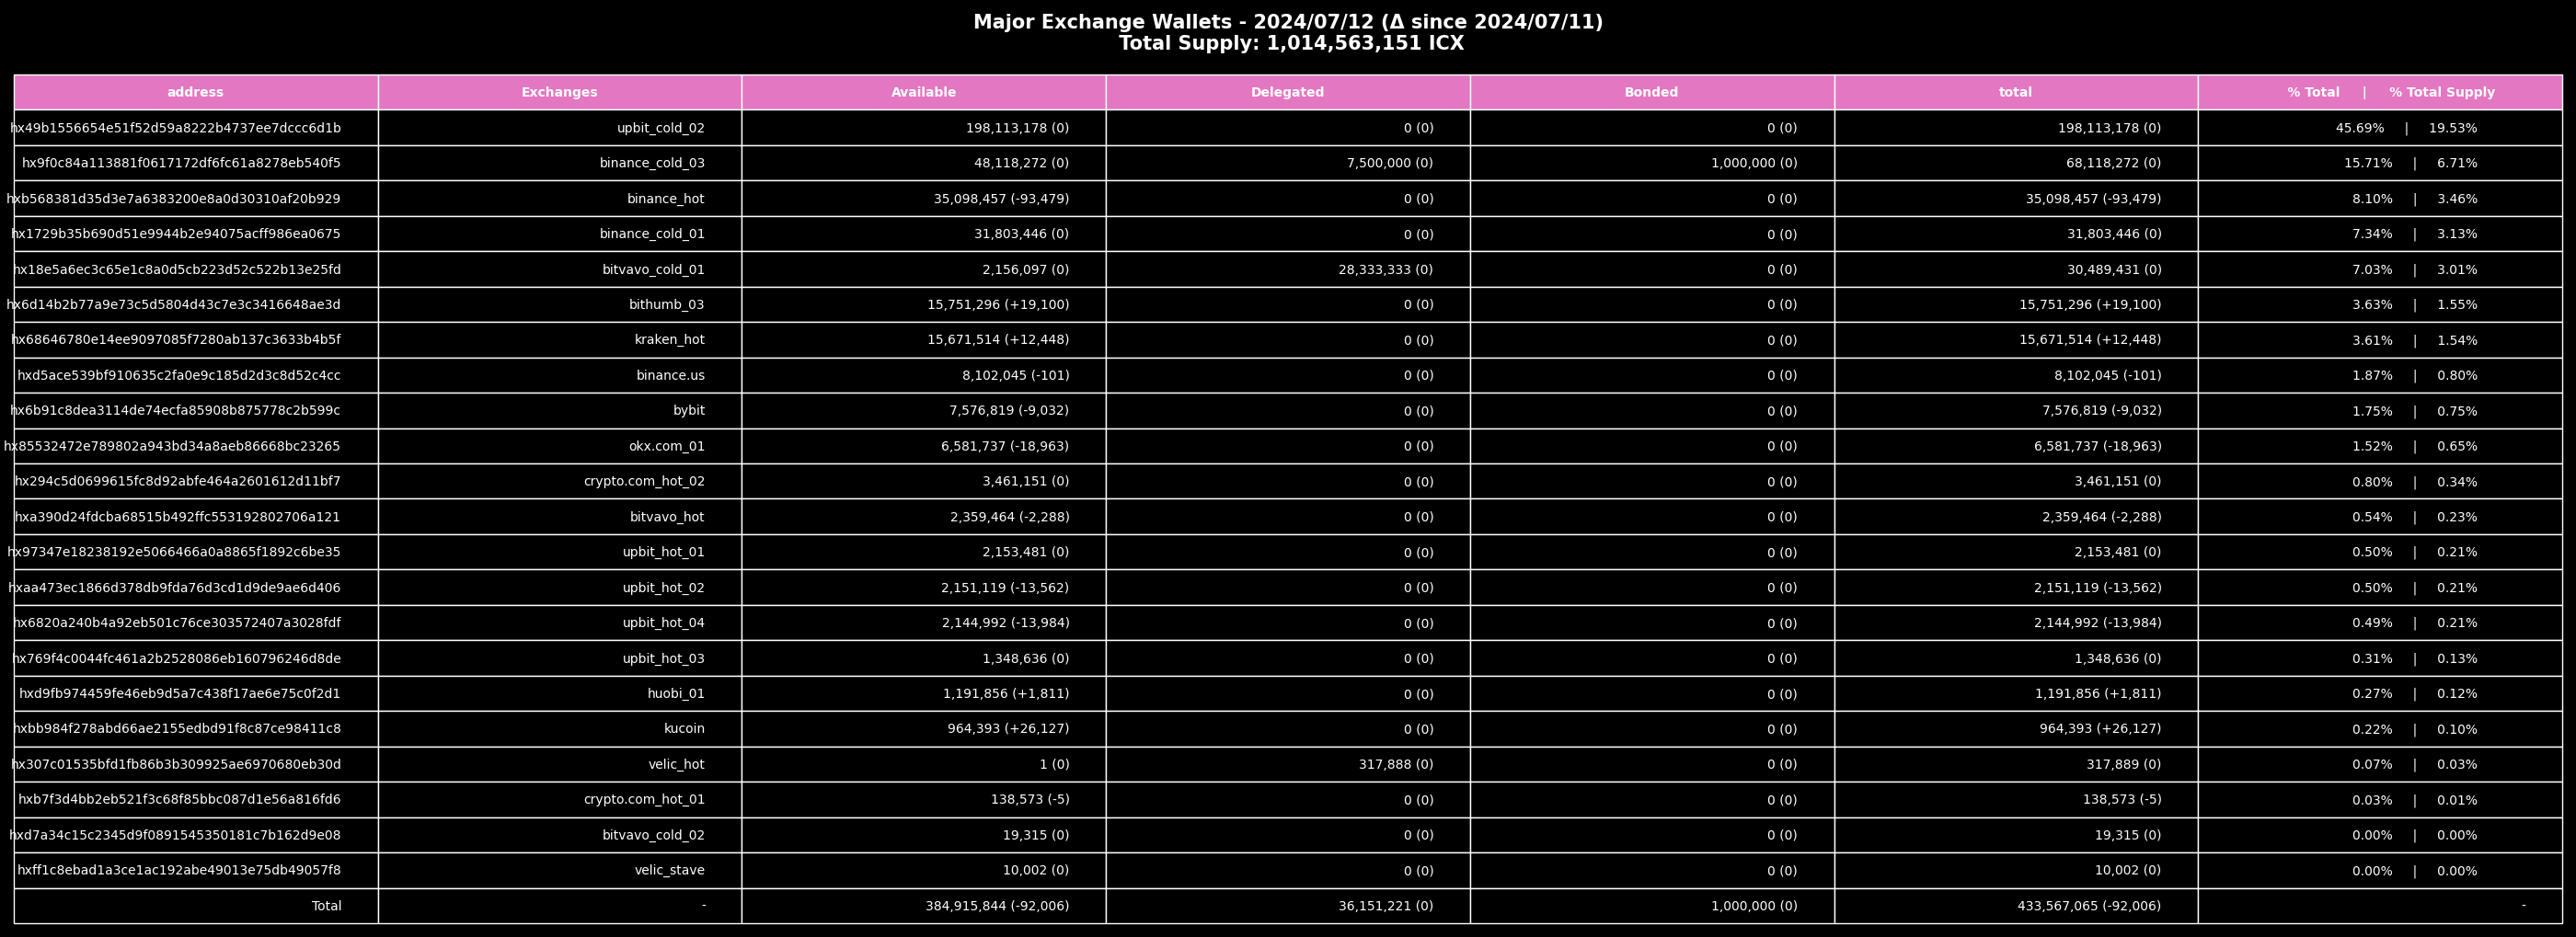 Major Exchange Wallets - 2024/07/12 (Δ since 2024/07/11)
Total Supply: 1,014,563,151 ICX
address Exchanges Available Delegated Bonded total % Total | % Total Supply
hx49b1556654e51f52d59a8222b4737ee7dccc6d1b upbit_cold_02 198,113,178 (0) 0 (0) 0 (0) 198,113,178 (0) 45.69% | 19.53%
hx9f0c84a113881f0617172df6fc61a8278eb540f5 binance_cold_03 48,118,272 (0) 7,500,000 (0) 1,000,000 (0) 68,118,272 (0) 15.71% | 6.71%
hxb568381d35d3e7a6383200e8a0d30310af20b929 binance_hot 35,098,457 (-93,479) 0 (0) 0 (0) 35,098,457 (-93,479) 8.10% | 3.46%
hx1729b35b690d51e9944b2e94075acff986ea0675 binance_cold_01 31,803,446 (0) 0 (0) 0 (0) 31,803,446 (0) 7.34% | 3.13%
hx18e5a6ec3c65e1c8a0d5cb223d52c522b13e25fd bitvavo_cold_01 2,156,097 (0) 28,333,333 (0) 0 (0) 30,489,431 (0) 7.03% | 3.01%
hx6d14b2b77a9e73c5d5804d43c7e3c3416648ae3d bithumb_03 15,751,296 (+19,100) 0 (0) 0 (0) 15,751,296 (+19,100) 3.63% | 1.55%
hx68646780e14ee9097085f7280ab137c3633b4b5f kraken_hot 15,671,514 (+12,448) 0 (0) 0 (0) 15,671,514 (+12,448) 3.61% | 1.54%
hxd5ace539bf910635c2fa0e9c185d2d3c8d52c4cc binance.us 8,102,045 (-101) 0 (0) 0 (0) 8,102,045 (-101) 1.87% | 0.80%
hx6b91c8dea3114de74ecfa85908b875778c2b599c bybit 7,576,819 (-9,032) 0 (0) 0 (0) 7,576,819 (-9,032) 1.75% | 0.75%
hx85532472e789802a943bd34a8aeb86668bc23265 okx.com_01 6,581,737 (-18,963) 0 (0) 0 (0) 6,581,737 (-18,963) 1.52% | 0.65%
hx294c5d0699615fc8d92abfe464a2601612d11bf7 crypto.com_hot_02 3,461,151 (0) 0 (0) 0 (0) 3,461,151 (0) 0.80% | 0.34%
hxa390d24fdcba68515b492ffc553192802706a121 bitvavo_hot 2,359,464 (-2,288) 0 (0) 0 (0) 2,359,464 (-2,288) 0.54% | 0.23%
hx97347e18238192e5066466a0a8865f1892c6be35 upbit_hot_01 2,153,481 (0) 0 (0) 0 (0) 2,153,481 (0) 0.50% | 0.21%
hxaa473ec1866d378db9fda76d3cd1d9de9ae6d406 upbit_hot_02 2,151,119 (-13,562) 0 (0) 0 (0) 2,151,119 (-13,562) 0.50% | 0.21%
hx6820a240b4a92eb501c76ce303572407a3028fdf upbit_hot_04 2,144,992 (-13,984) 0 (0) 0 (0) 2,144,992 (-13,984) 0.49% | 0.21%
hx769f4c0044fc461a2b2528086eb160796246d8de upbit_hot_03 1,348,636 (0) 0 (0) 0 (0) 1,348,636 (0) 0.31% | 0.13%
hxd9fb974459fe46eb9d5a7c438f17ae6e75c0f2d1 huobi_01 1,191,856 (+1,811) 0 (0) 0 (0) 1,191,856 (+1,811) 0.27% | 0.12%
hxbb984f278abd66ae2155edbd91f8c87ce98411c8 kucoin 964,393 (+26,127) 0 (0) 0 (0) 964,393 (+26,127) 0.22% | 0.10%
hx307c01535bfd1fb86b3b309925ae6970680eb30d velic_hot 1 (0) 317,888 (0) 0 (0) 317,889 (0) 0.07% | 0.03%
hxb7f3d4bb2eb521f3c68f85bbc087d1e56a816fd6 crypto.com_hot_01 138,573 (-5) 0 (0) 0 (0) 138,573 (-5) 0.03% | 0.01%
hxd7a34c15c2345d9f0891545350181c7b162d9e08 bitvavo_cold_02 19,315 (0) 0 (0) 0 (0) 19,315 (0) 0.00% | 0.00%
hxff1c8ebad1a3ce1ac192abe49013e75db49057f8 velic_stave 10,002 (0) 0 (0) 0 (0) 10,002 (0) 0.00% | 0.00%
Total - 384,915,844 (-92,006) 36,151,221 (0) 1,000,000 (0) 433,567,065 (-92,006) -